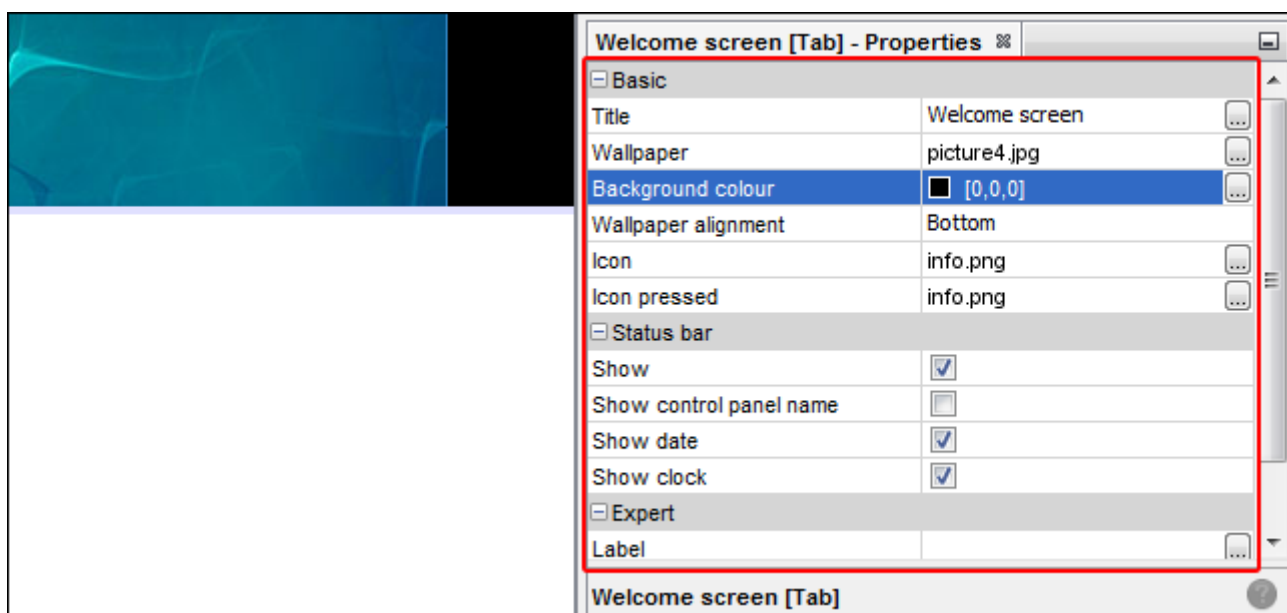 Welcome screen [Tab] - Properties
Basic
Title Welcome screen ...
Wallpaper picture4.jpg ...
Background colour [0,0,0] ...
Wallpaper alignment Bottom
Icon info.png ...
Icon pressed info.png ...
Status bar
Show
Show control panel name
Show date
Show clock
Expert
Label ...
Welcome screen [Tab] ?